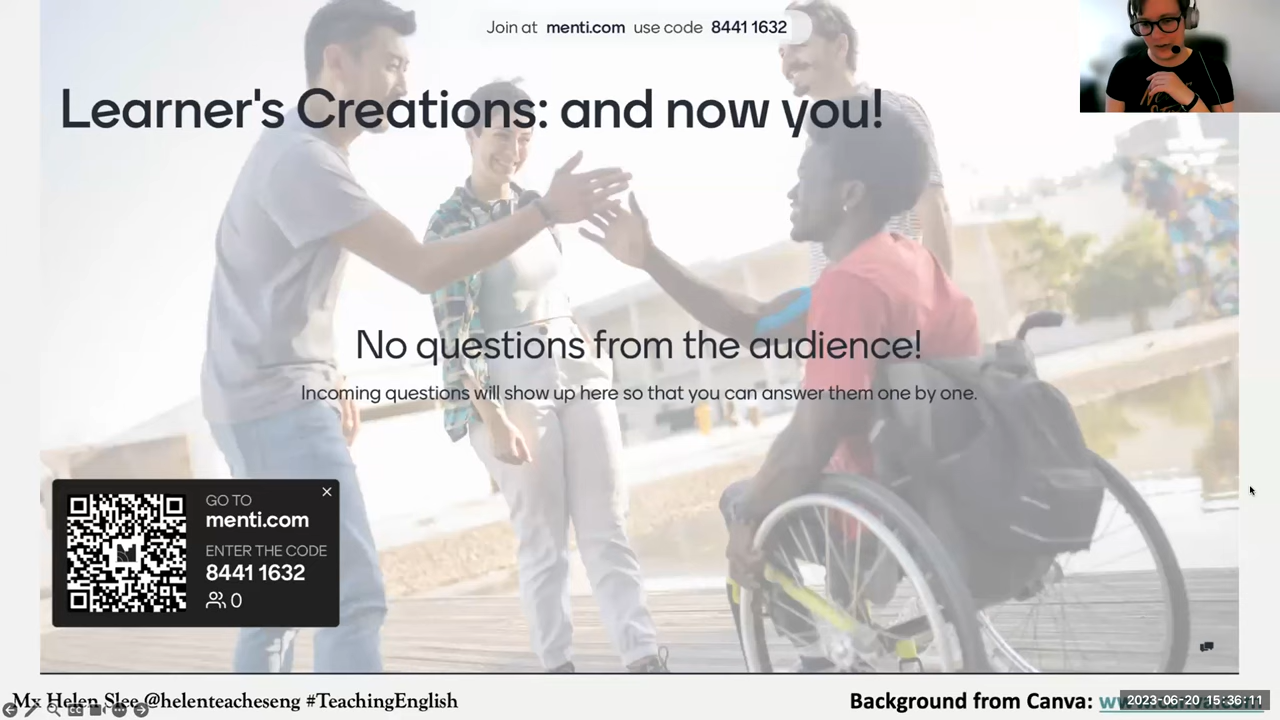 Join at menti.com use code 8441 1632
Learner's Creations: and now you!
No questions from the audience!
Incoming questions will show up here so that you can answer them one by one.
GO TO
menti.com
ENTER THE CODE
8441 1632
0
Mx Helen Slee @helenteacheseng #TeachingEnglish
Background from Canva:
2023-06-20 15:36:11